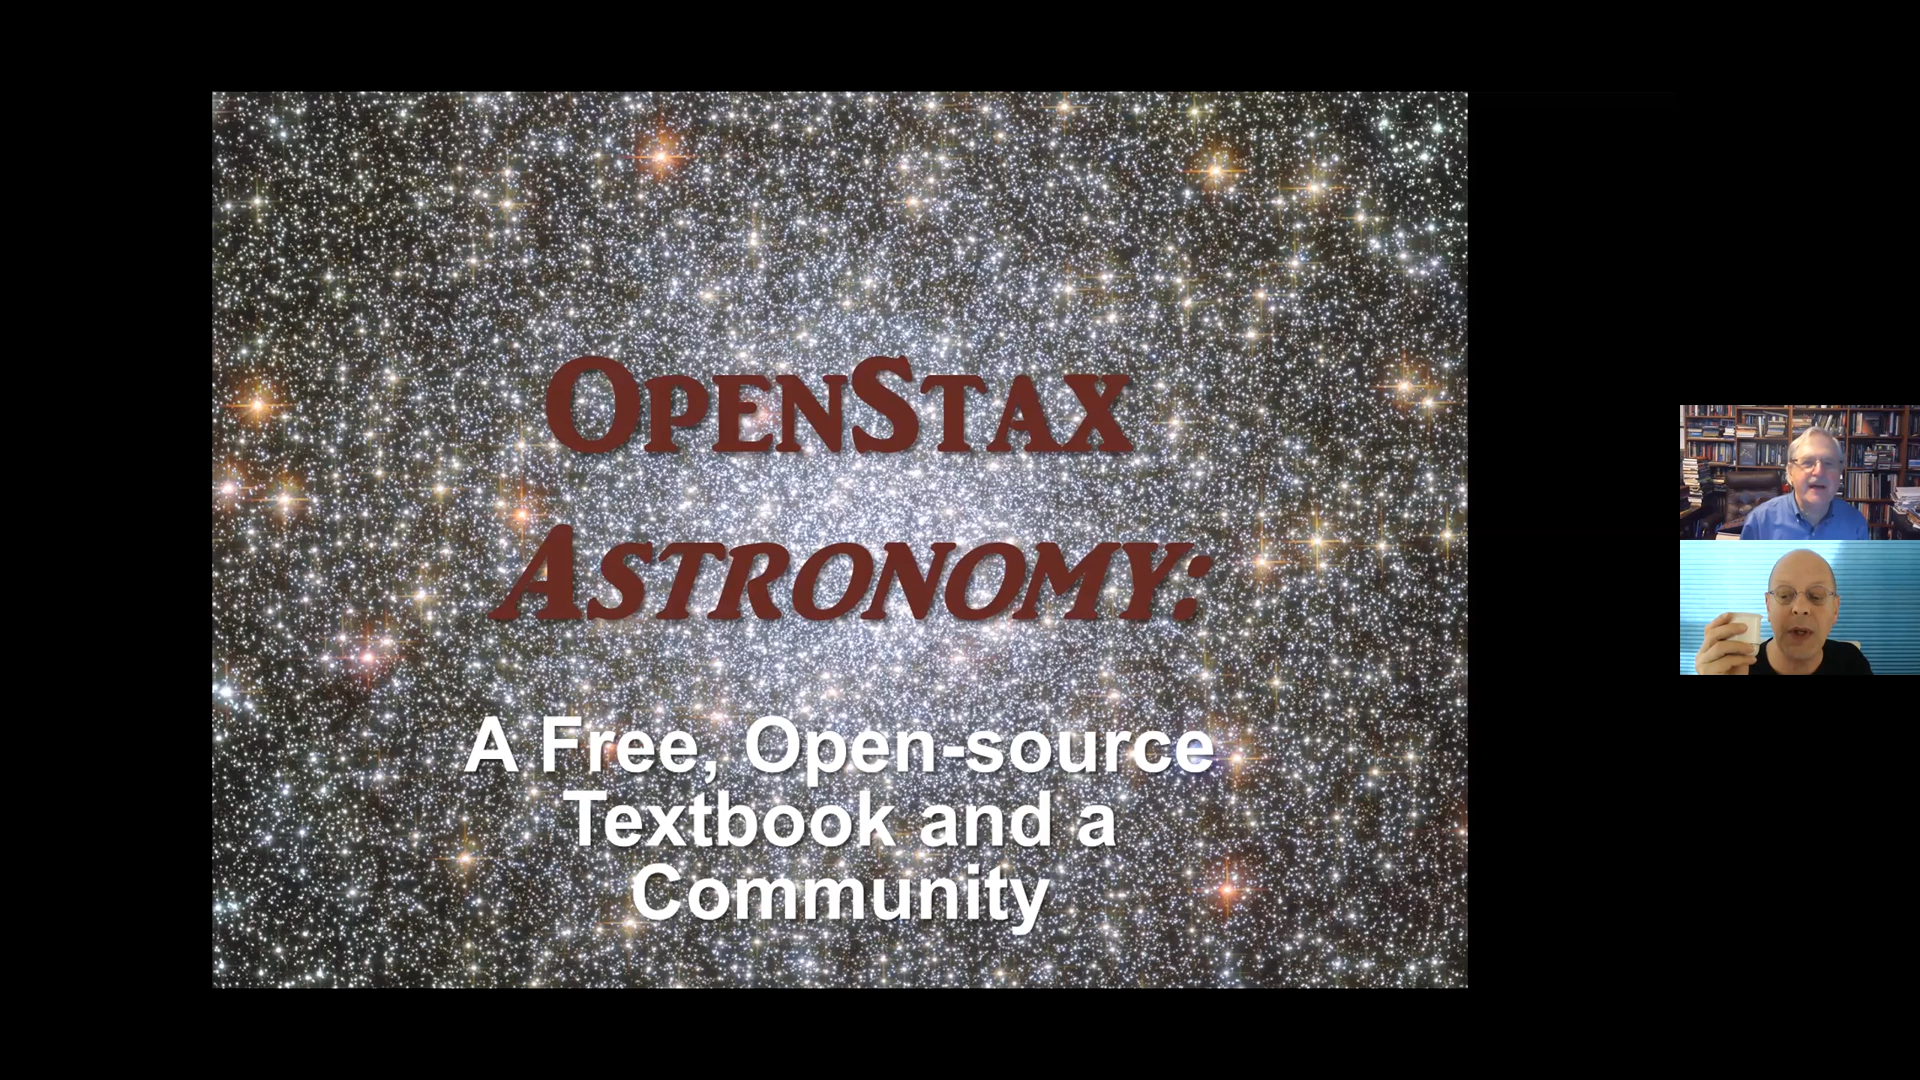 OpenStax
Astronomy:
A Free, Open-source
Textbook and a
Community